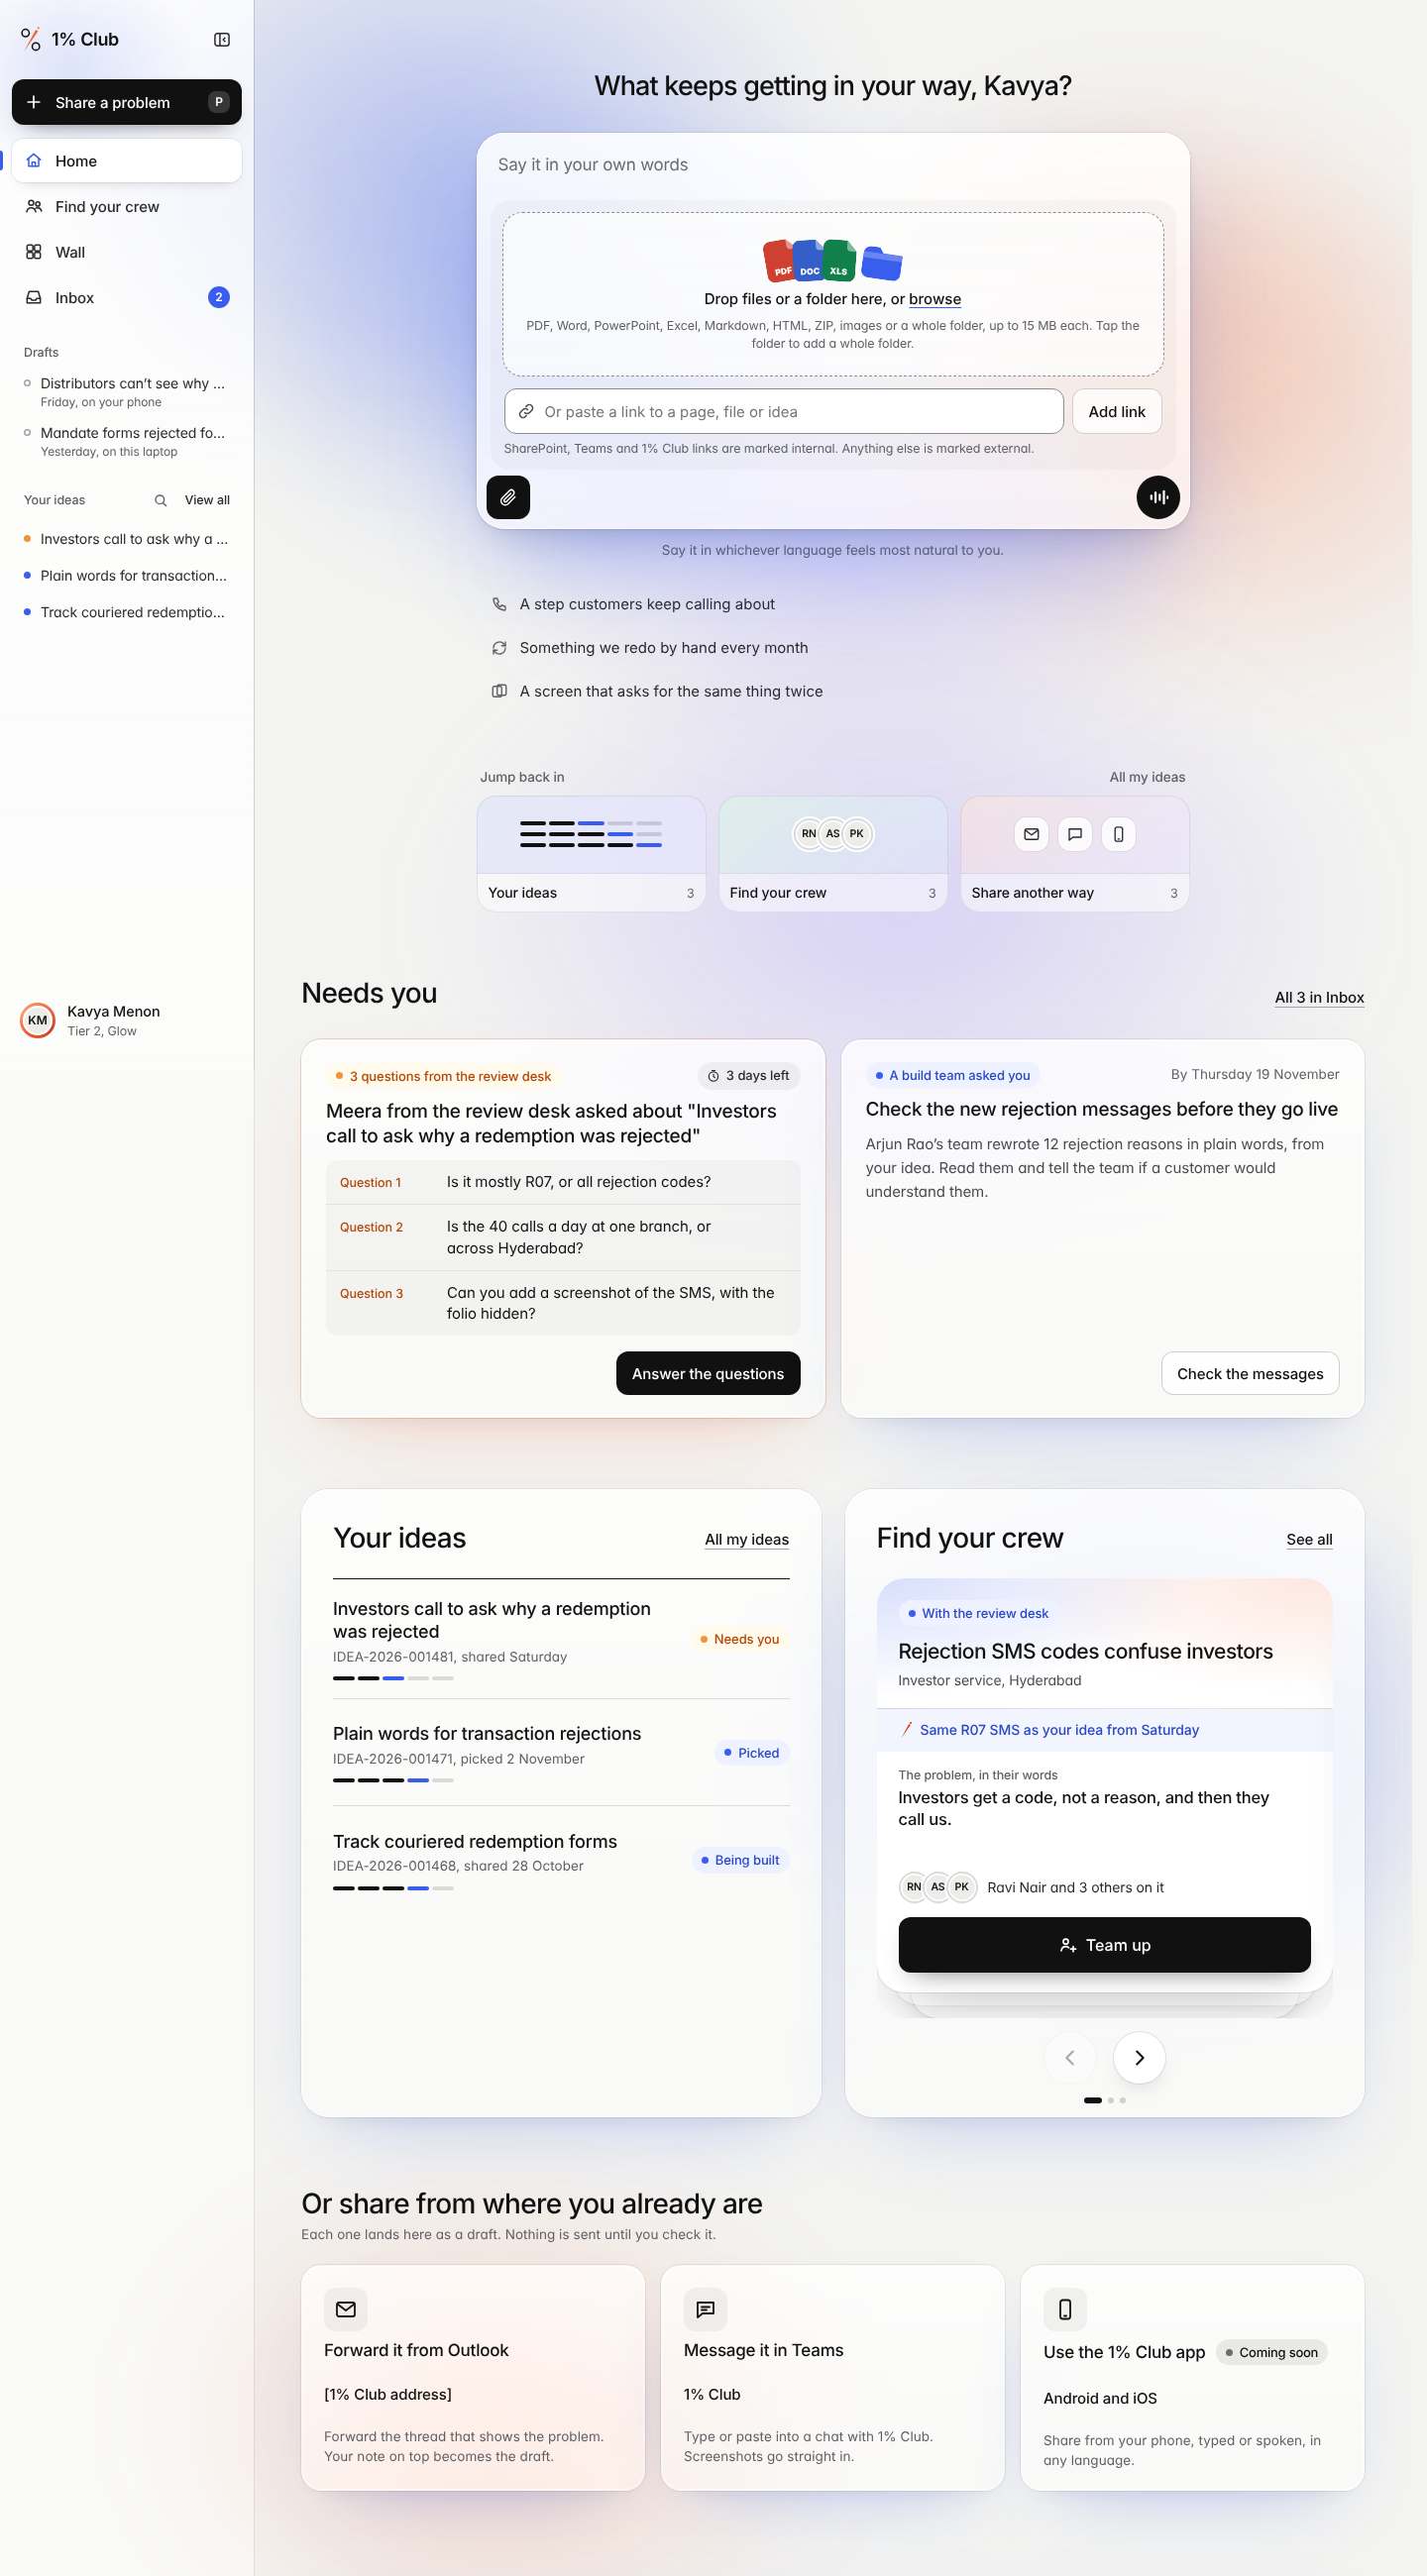 1% Club
Share a problem
P
Home
Find your crew
Wall
Inbox
2
Drafts
Distributors can’t see why ...
Friday, on your phone
Mandate forms rejected fo...
Yesterday, on this laptop
Your ideas
View all
Investors call to ask why a ...
Plain words for transaction...
Track couriered redemptio...
KM
Kavya Menon
Tier 2, Glow
What keeps getting in your way, Kavya?
Say it in your own words
PDF
DOC
XLS
Drop files or a folder here, or browse
PDF, Word, PowerPoint, Excel, Markdown, HTML, ZIP, images or a whole folder, up to 15 MB each. Tap the
folder to add a whole folder.
Or paste a link to a page, file or idea
Add link
SharePoint, Teams and 1% Club links are marked internal. Anything else is marked external.
Say it in whichever language feels most natural to you.
A step customers keep calling about
Something we redo by hand every month
A screen that asks for the same thing twice
Jump back in
All my ideas
RN AS PK
Your ideas 3
Find your crew 3
Share another way 3
Needs you
All 3 in Inbox
3 questions from the review desk
3 days left
Meera from the review desk asked about "Investors
call to ask why a redemption was rejected"
Question 1 Is it mostly R07, or all rejection codes?
Question 2 Is the 40 calls a day at one branch, or
across Hyderabad?
Question 3 Can you add a screenshot of the SMS, with the
folio hidden?
Answer the questions
A build team asked you
By Thursday 19 November
Check the new rejection messages before they go live
Arjun Rao’s team rewrote 12 rejection reasons in plain words, from
your idea. Read them and tell the team if a customer would
understand them.
Check the messages
Your ideas
All my ideas
Investors call to ask why a redemption
was rejected
IDEA-2026-001481, shared Saturday
Needs you
Plain words for transaction rejections
IDEA-2026-001471, picked 2 November
Picked
Track couriered redemption forms
IDEA-2026-001468, shared 28 October
Being built
Find your crew
See all
With the review desk
Rejection SMS codes confuse investors
Investor service, Hyderabad
Same R07 SMS as your idea from Saturday
The problem, in their words
Investors get a code, not a reason, and then they
call us.
RN AS PK
Ravi Nair and 3 others on it
Team up
Or share from where you already are
Each one lands here as a draft. Nothing is sent until you check it.
Forward it from Outlook
[1% Club address]
Forward the thread that shows the problem.
Your note on top becomes the draft.
Message it in Teams
1% Club
Type or paste into a chat with 1% Club.
Screenshots go straight in.
Use the 1% Club app
Coming soon
Android and iOS
Share from your phone, typed or spoken, in
any language.